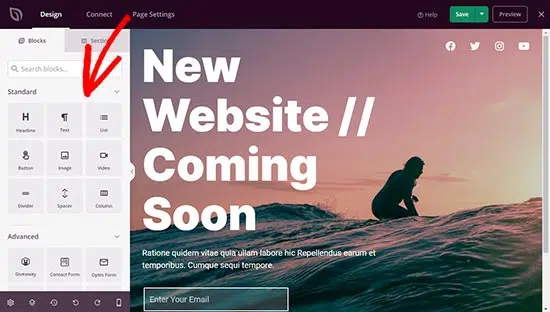 Design Connect Page Settings Help Save Preview
Blocks Section
Search blocks...
Standard
Headline Text List
Button Image Video
Divider Spacer Column
Advanced
Giveaway Contact Form Optin Form
New
Website //
Coming
Soon
Ratione quidem vitae quia ullam labore hic Repellendus earum et
temporibus. Cumque sequi tempore.
Enter Your Email